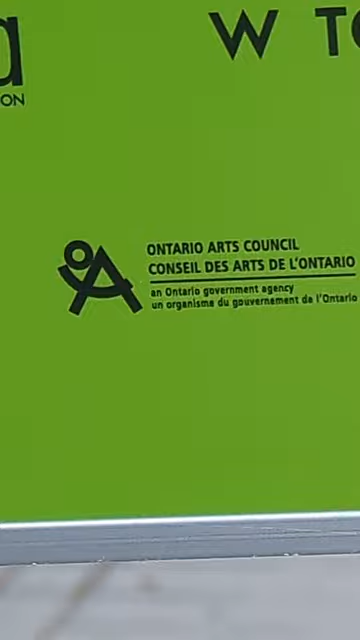 W TO
ON
ONTARIO ARTS COUNCIL
CONSEIL DES ARTS DE L'ONTARIO
an Ontario government agency
un organisme du gouvernement de l'Ontario